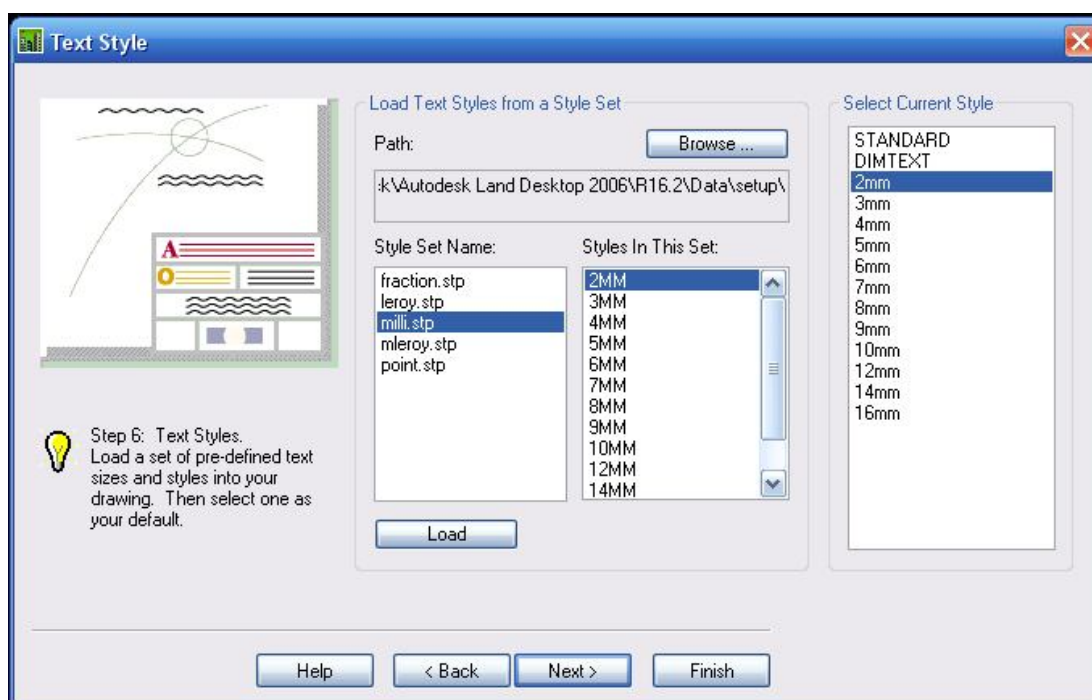 Text Style
Load Text Styles from a Style Set
Path:
Browse ...
:k\Autodesk Land Desktop 2006\R16.2\Data\setup\
Style Set Name:
fraction.stp
leroy.stp
milli.stp
mleroy.stp
point.stp
Styles In This Set:
2MM
3MM
4MM
5MM
6MM
7MM
8MM
9MM
10MM
12MM
14MM
Load
Select Current Style
STANDARD
DIMTEXT
2mm
3mm
4mm
5mm
6mm
7mm
8mm
9mm
10mm
12mm
14mm
16mm
A
O
Step 6: Text Styles.
Load a set of pre-defined text
sizes and styles into your
drawing. Then select one as
your default.
Help
< Back
Next >
Finish